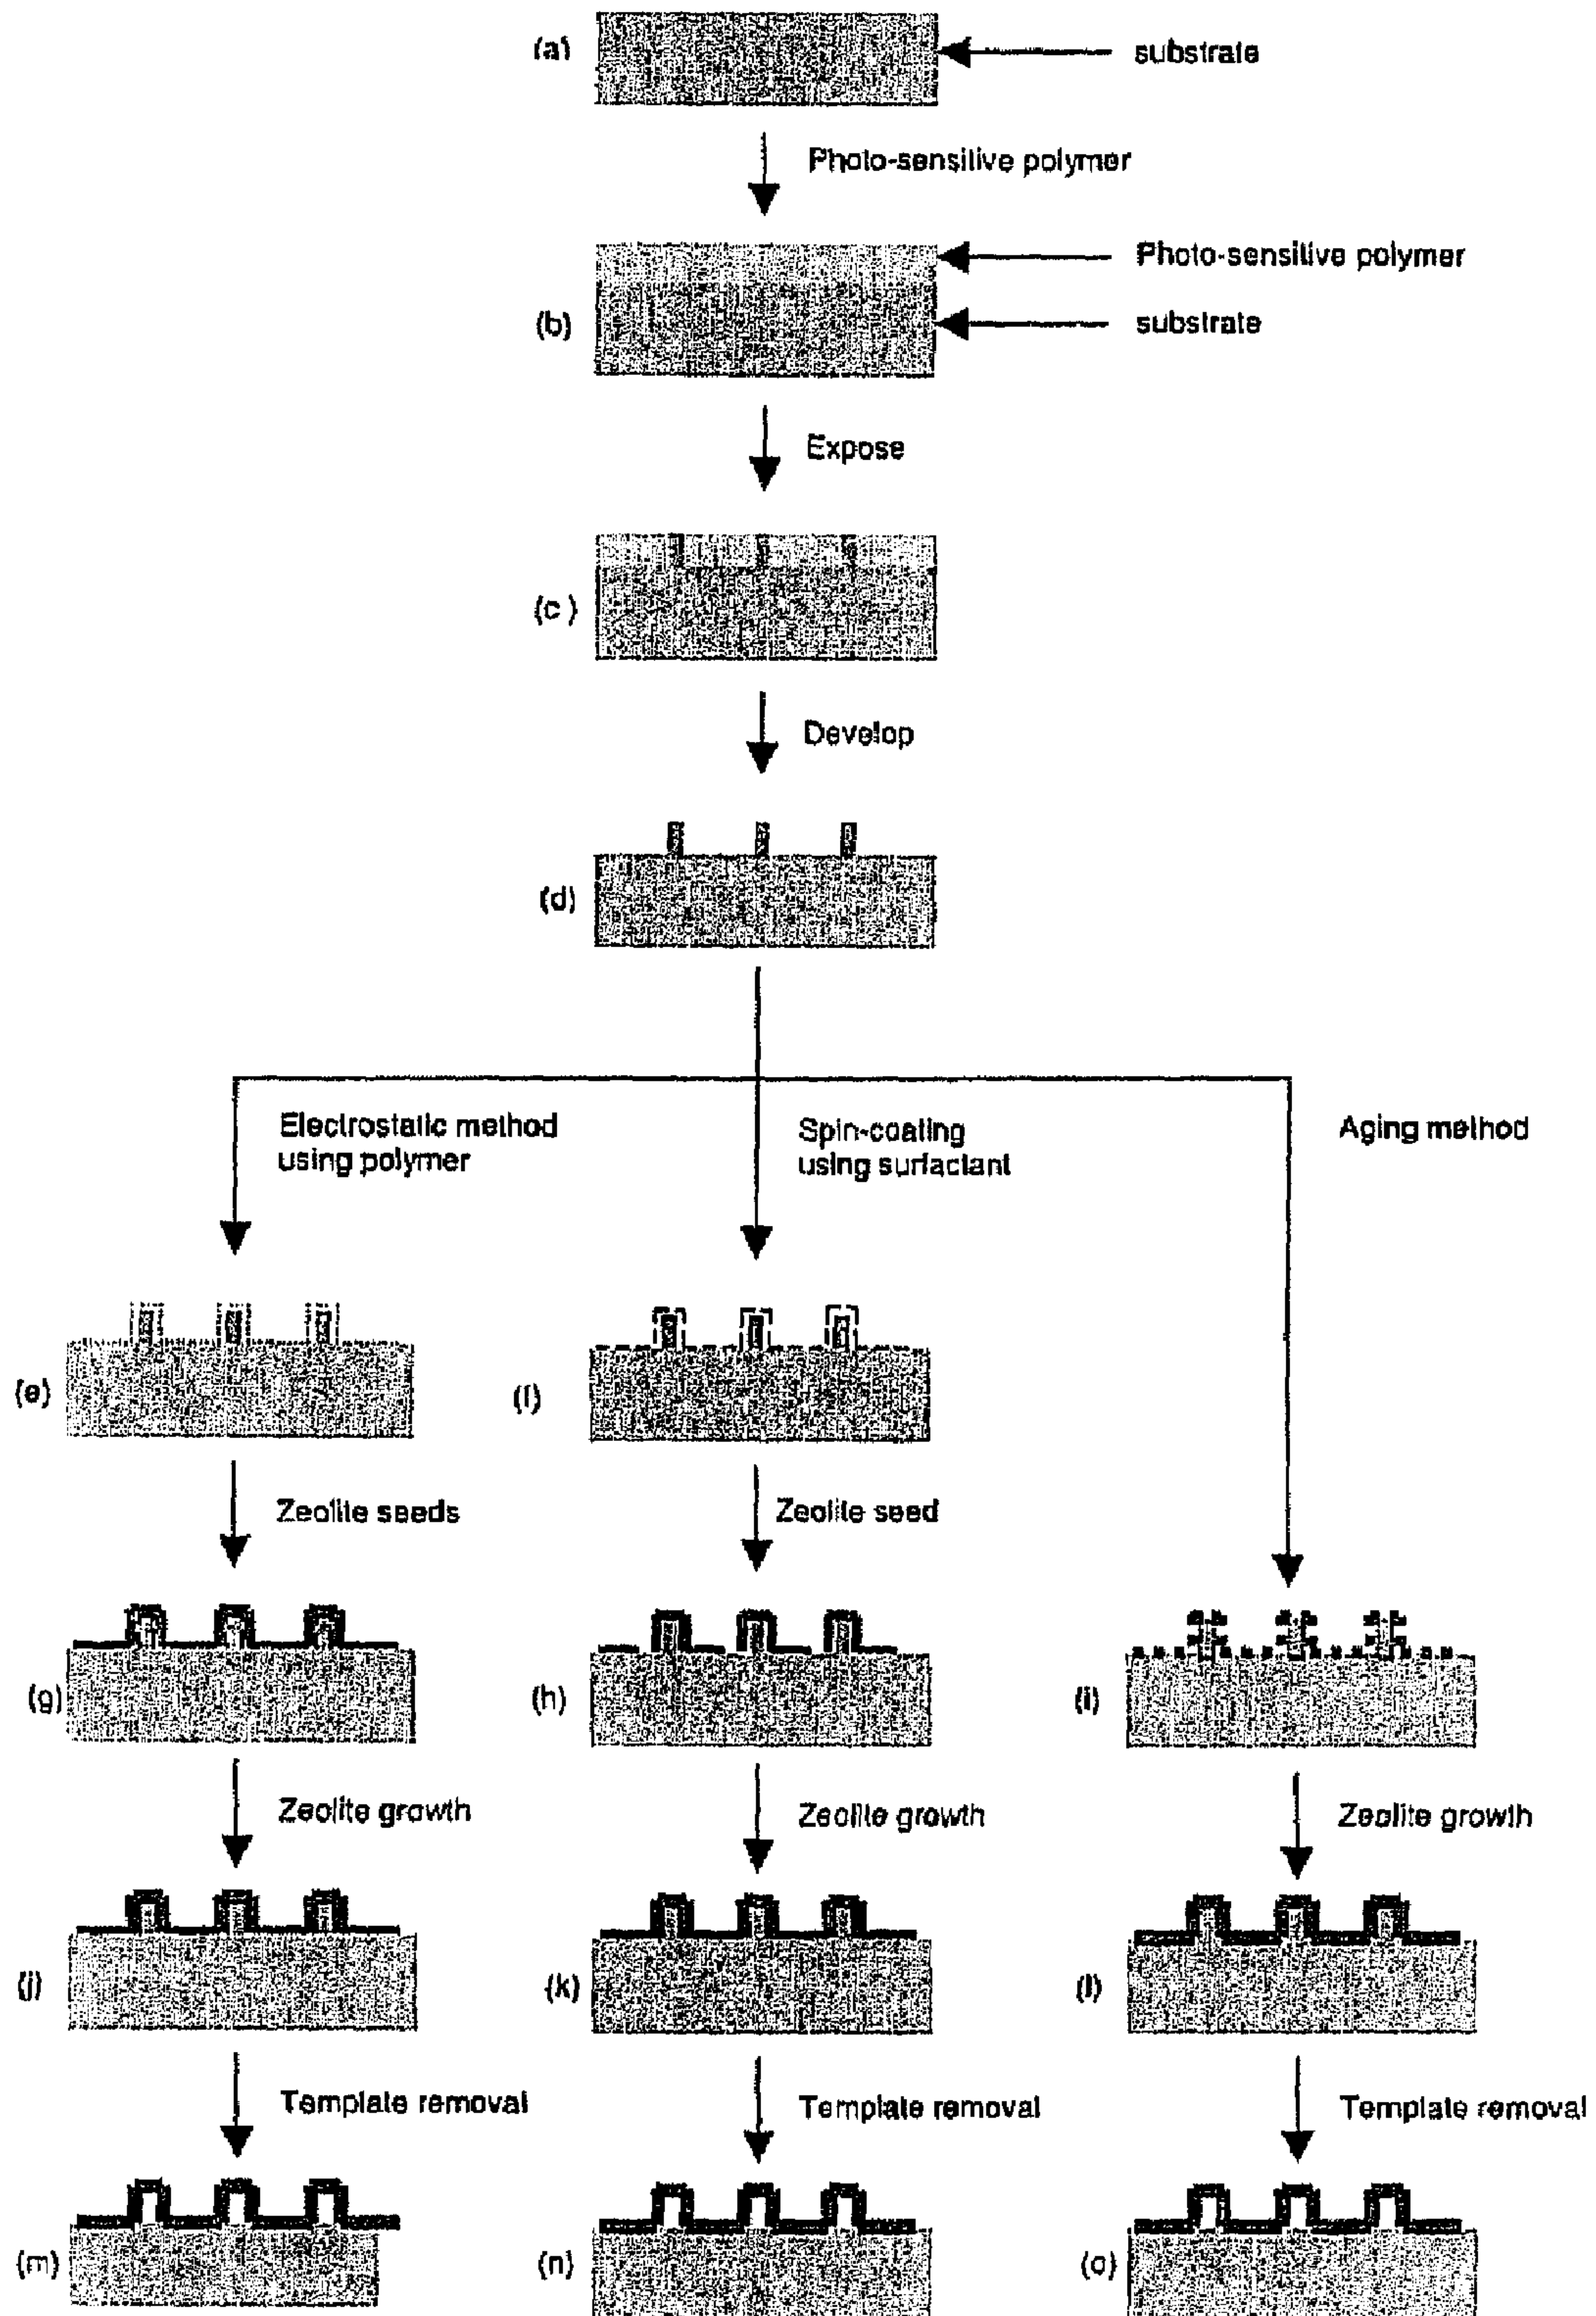 (a)
substrate
Photo-sensitive polymer
Photo-sensitive polymer
(b)
substrate
Expose
(c)
Develop
(d)
Electrostatic method
using polymer
Spin-coating
using surfactant
Aging method
(e)
(f)
Zeolite seeds
Zeolite seed
(g)
(h)
(i)
Zeolite growth
Zeolite growth
Zeolite growth
(j)
(k)
(l)
Template removal
Template removal
Template removal
(m)
(n)
(o)